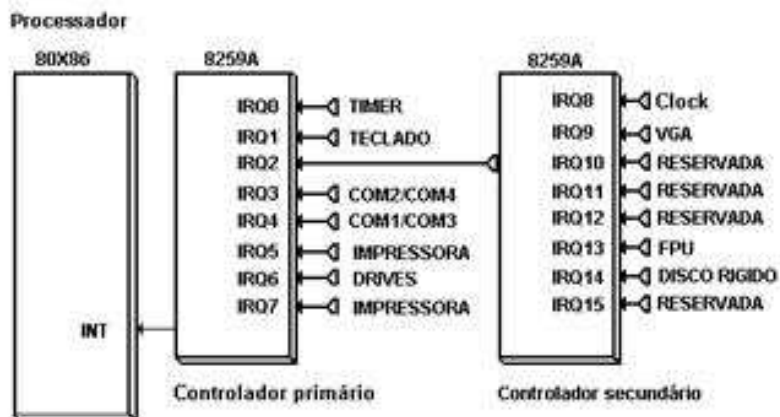 Processador
80X86
INT
8259A
IRQ0 TIMER
IRQ1 TECLADO
IRQ2
IRQ3 COM2/COM4
IRQ4 COM1/COM3
IRQ5 IMPRESSORA
IRQ6 DRIVES
IRQ7 IMPRESSORA
Controlador primário
8259A
IRQ8 Clock
IRQ9 VGA
IRQ10 RESERVADA
IRQ11 RESERVADA
IRQ12 RESERVADA
IRQ13 FPU
IRQ14 DISCO RIGIDO
IRQ15 RESERVADA
Controlador secundário